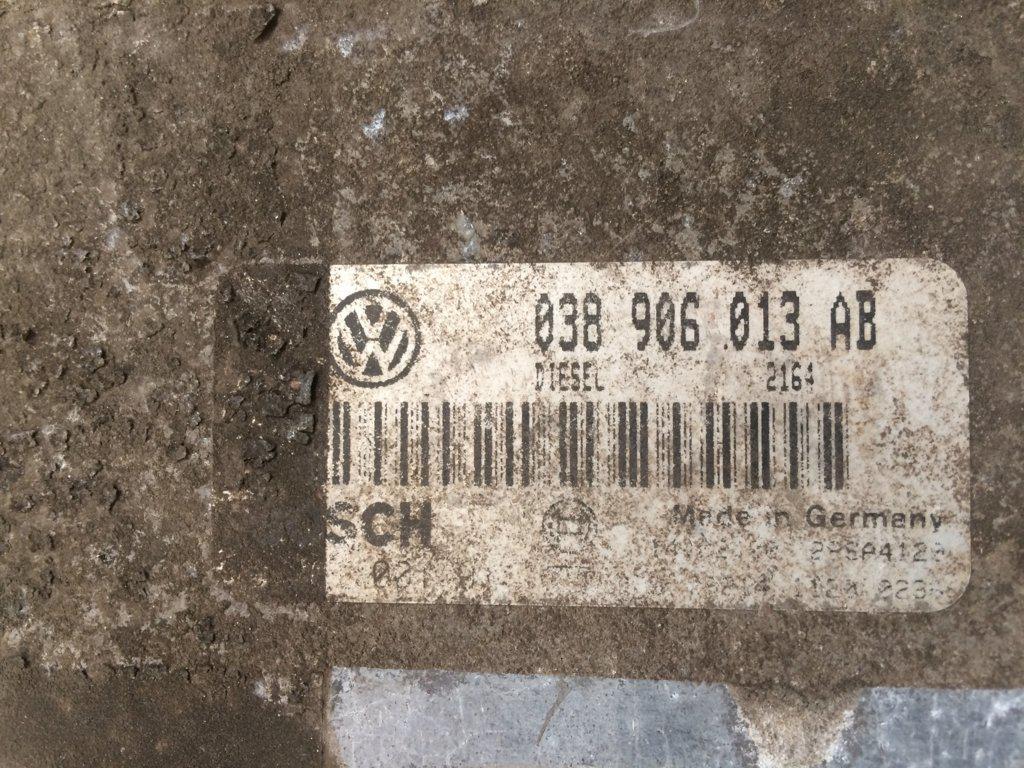 038 906 013 AB
DIESEL 2164
SCH
Made in Germany